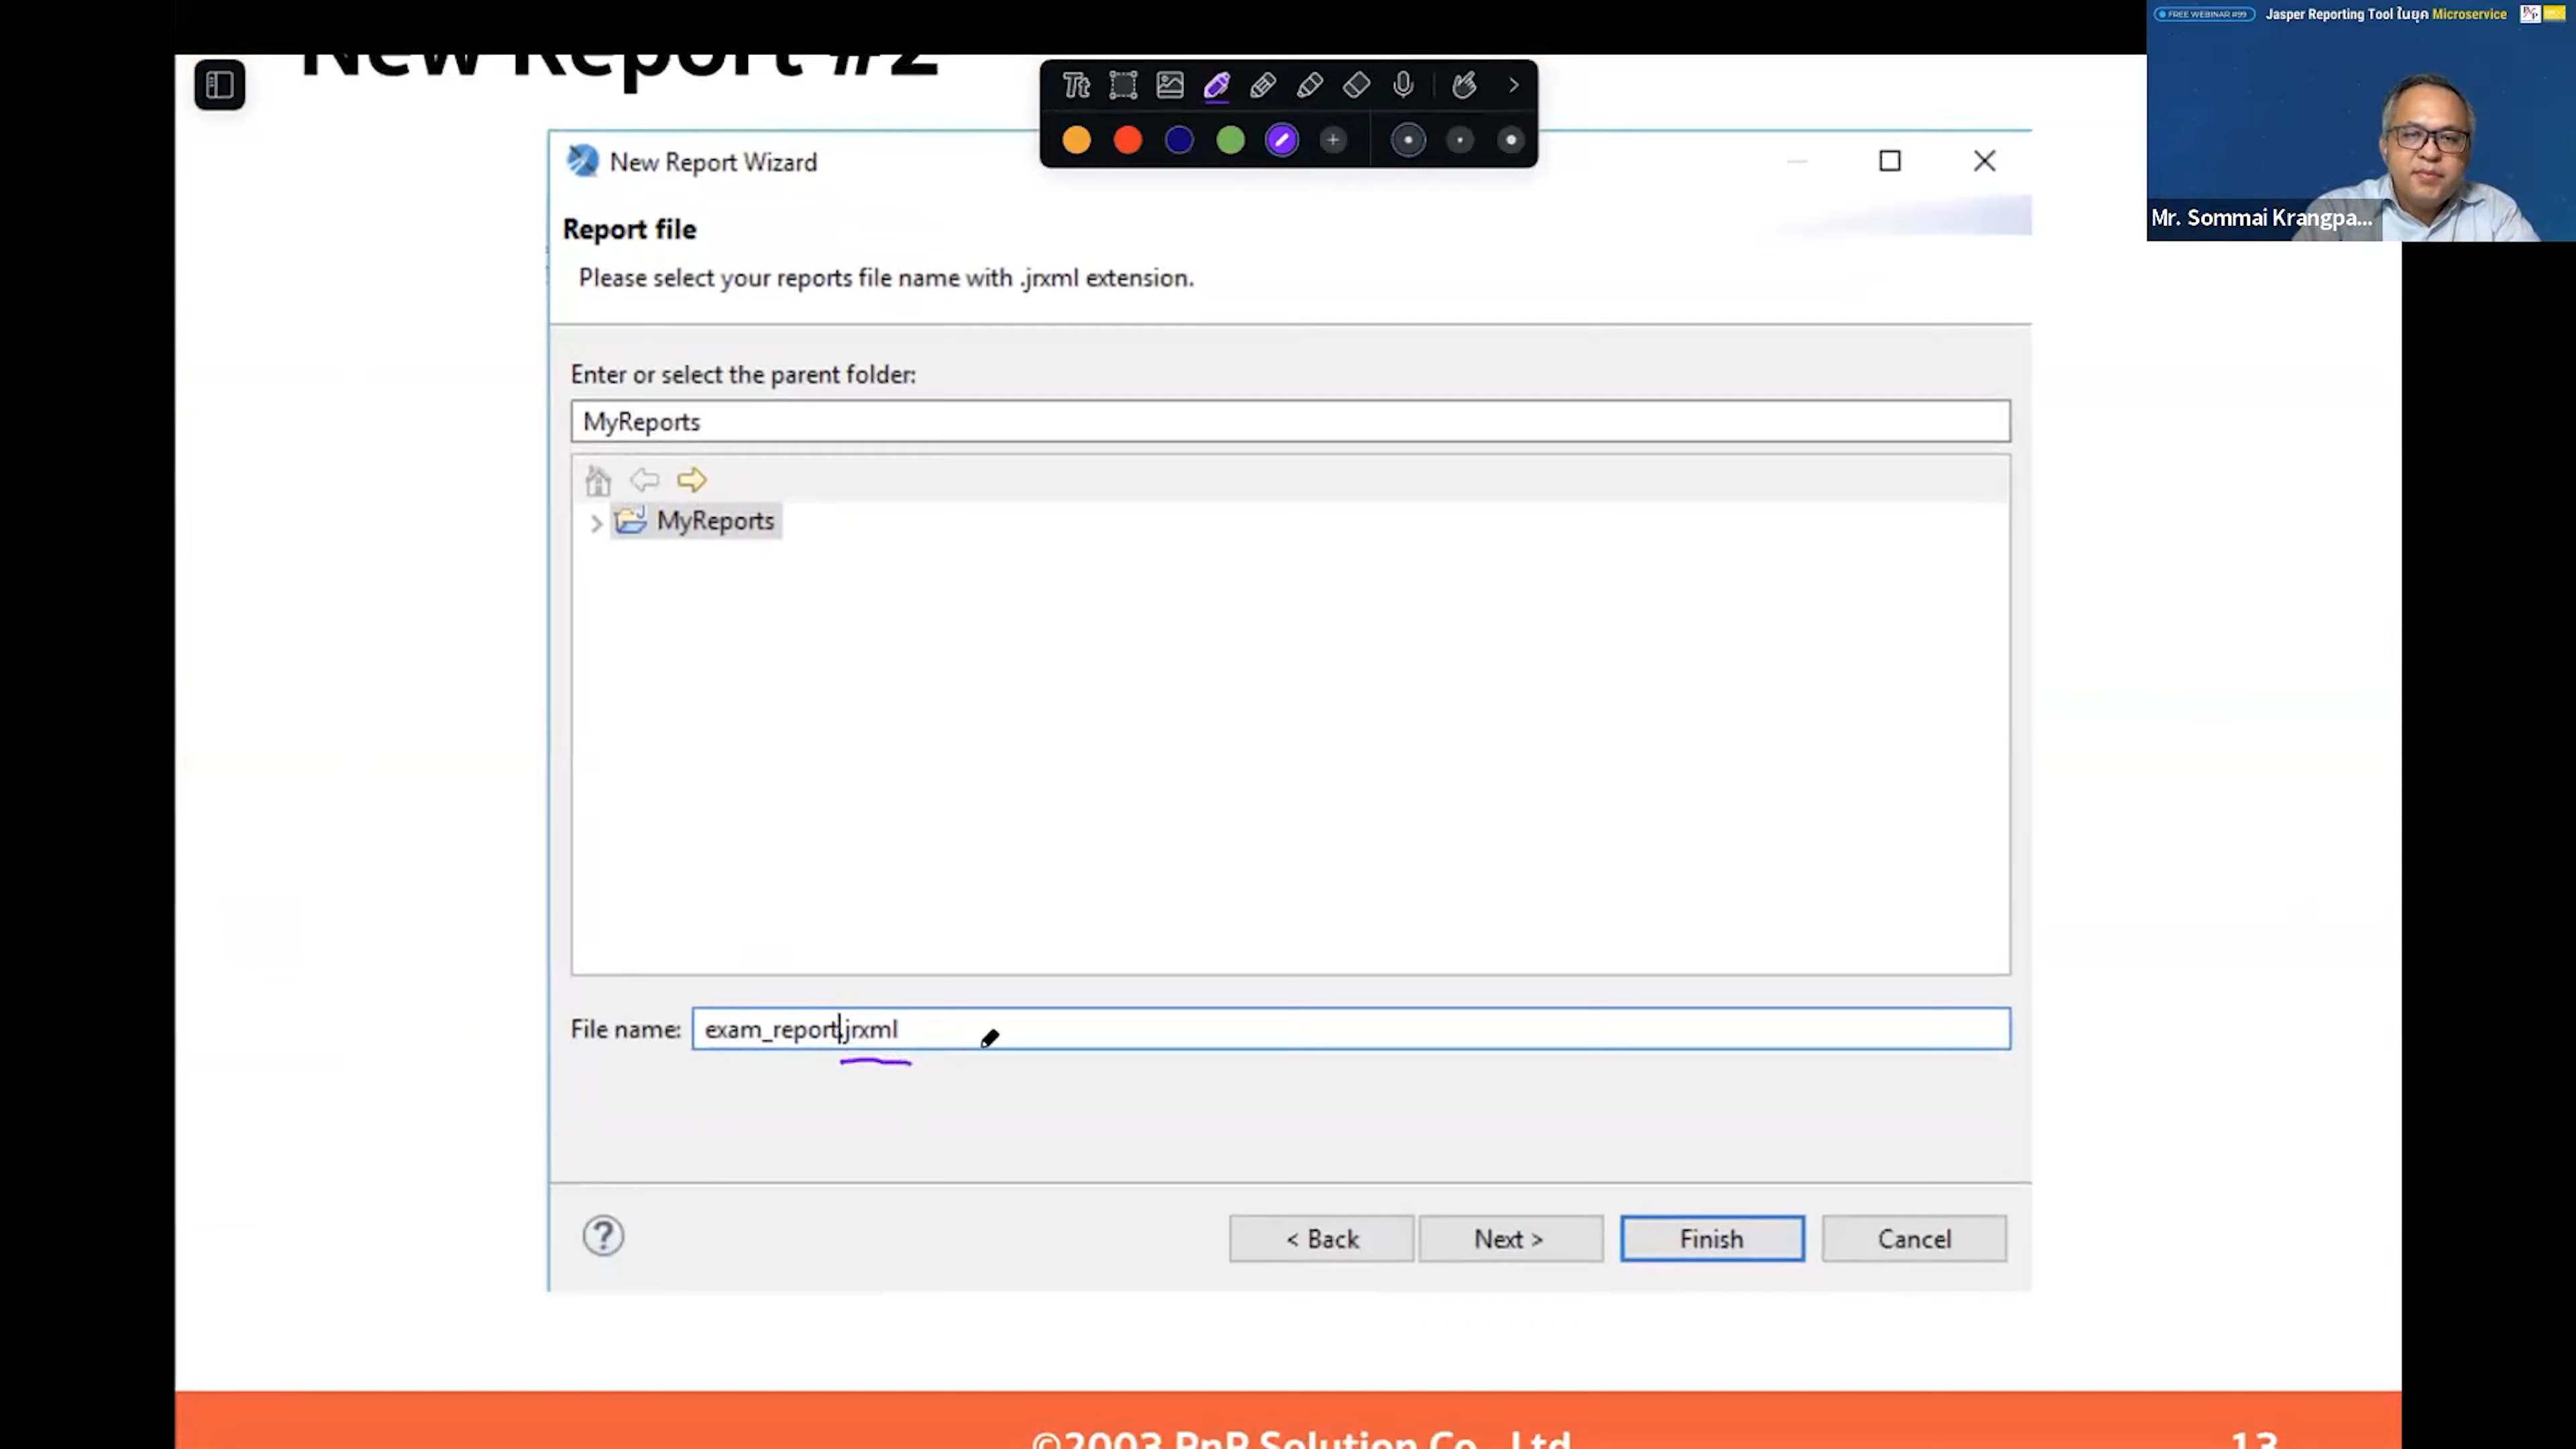 FREE WEBINAR #99 Jasper Reporting Tool ในยุค Microservice
New Report #2
New Report Wizard
Mr. Sommai Krangpa...
Report file
Please select your reports file name with .jrxml extension.
Enter or select the parent folder:
MyReports
MyReports
File name: exam_report.jrxml
< Back Next > Finish Cancel
©2003 PnP Solution Co., Ltd
13